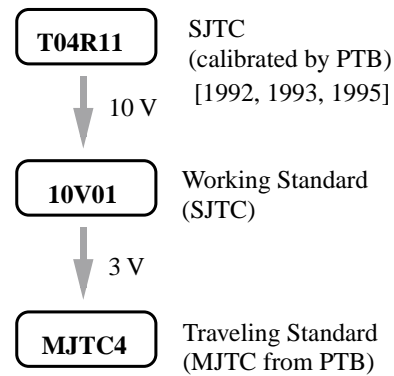 T04R11
SJTC
(calibrated by PTB)
[1992, 1993, 1995]
10 V
10V01
Working Standard
(SJTC)
3 V
MJTC4
Traveling Standard
(MJTC from PTB)